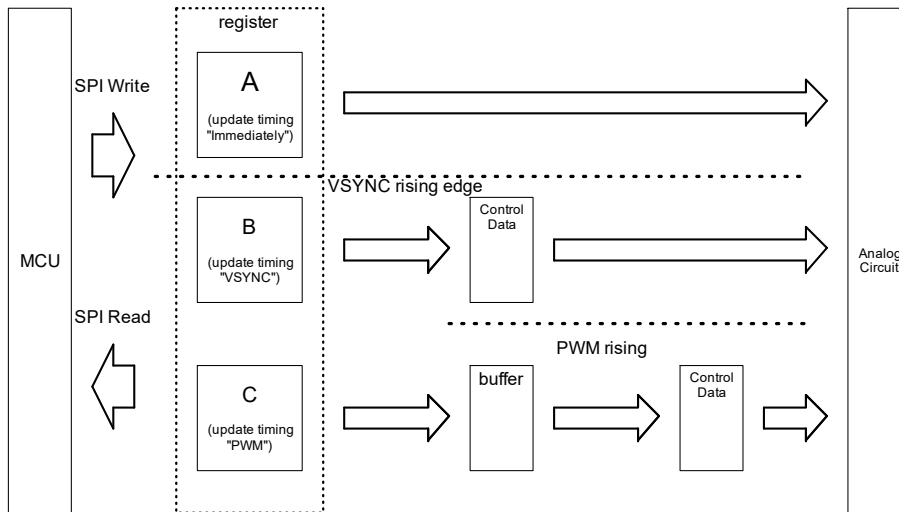 register
SPI Write
A
(update timing
"Immediately")
VSYNC rising edge
MCU
B
(update timing
"VSYNC")
Control
Data
Analog
Circuit
SPI Read
PWM rising
C
(update timing
"PWM")
buffer
Control
Data